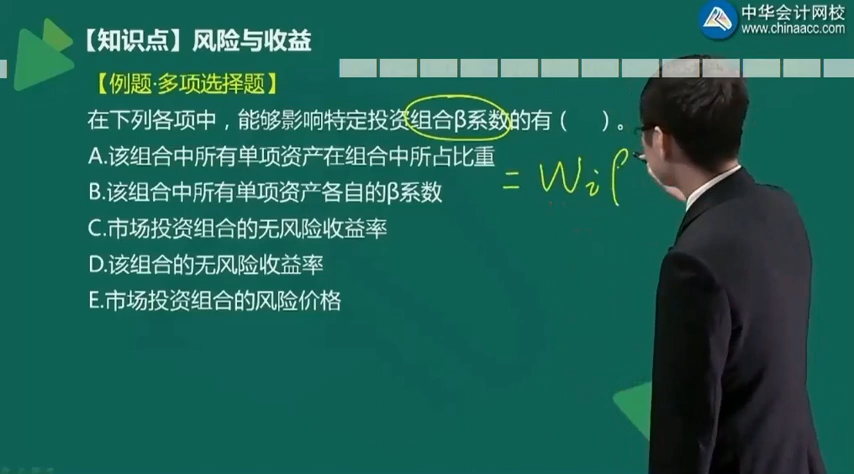 中华会计网校
www.chinaacc.com
【知识点】风险与收益
【例题·多项选择题】
在下列各项中，能够影响特定投资组合β系数的有（ ）。
A.该组合中所有单项资产在组合中所占比重
= Wi
B.该组合中所有单项资产各自的β系数
C.市场投资组合的无风险收益率
D.该组合的无风险收益率
E.市场投资组合的风险价格